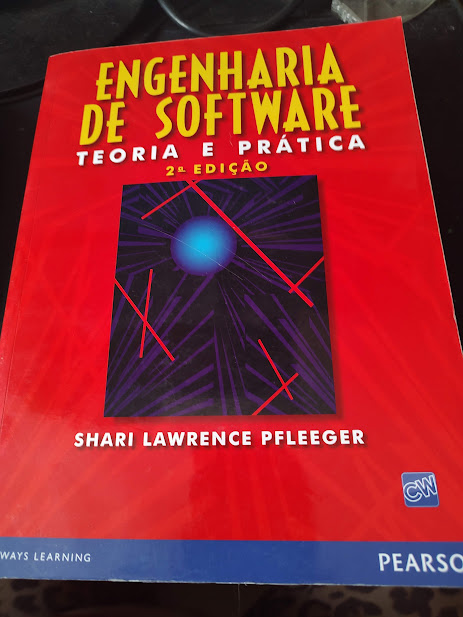 ENGENHARIA
DE SOFTWARE
TEORIA E PRÁTICA
2ª EDIÇÃO
SHARI LAWRENCE PFLEEGER
CW
WAYS LEARNING
PEARSO